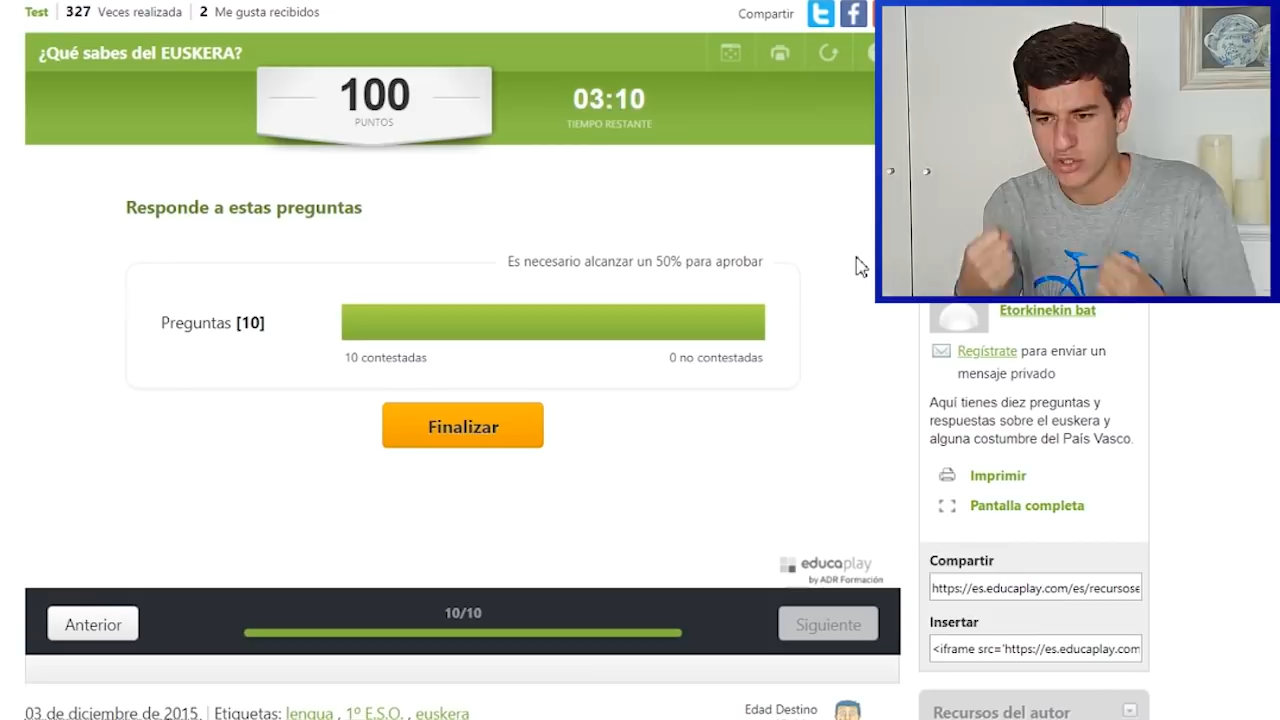 Test | 327 Veces realizada | 2 Me gusta recibidos
Compartir
¿Qué sabes del EUSKERA?
100
PUNTOS
03:10
TIEMPO RESTANTE
Responde a estas preguntas
Es necesario alcanzar un 50% para aprobar
Preguntas [10]
10 contestadas
0 no contestadas
Finalizar
educaplay
by ADR Formación
Anterior
10/10
Siguiente
03 de diciembre de 2015 | Etiquetas: lengua , 1º E.S.O. , euskera
Edad Destino
Etorkinekin bat
Regístrate para enviar un
mensaje privado
Aquí tienes diez preguntas y
respuestas sobre el euskera y
alguna costumbre del País Vasco.
Imprimir
Pantalla completa
Compartir
https://es.educaplay.com/es/recursose
Insertar
<iframe src='https://es.educaplay.com
Recursos del autor